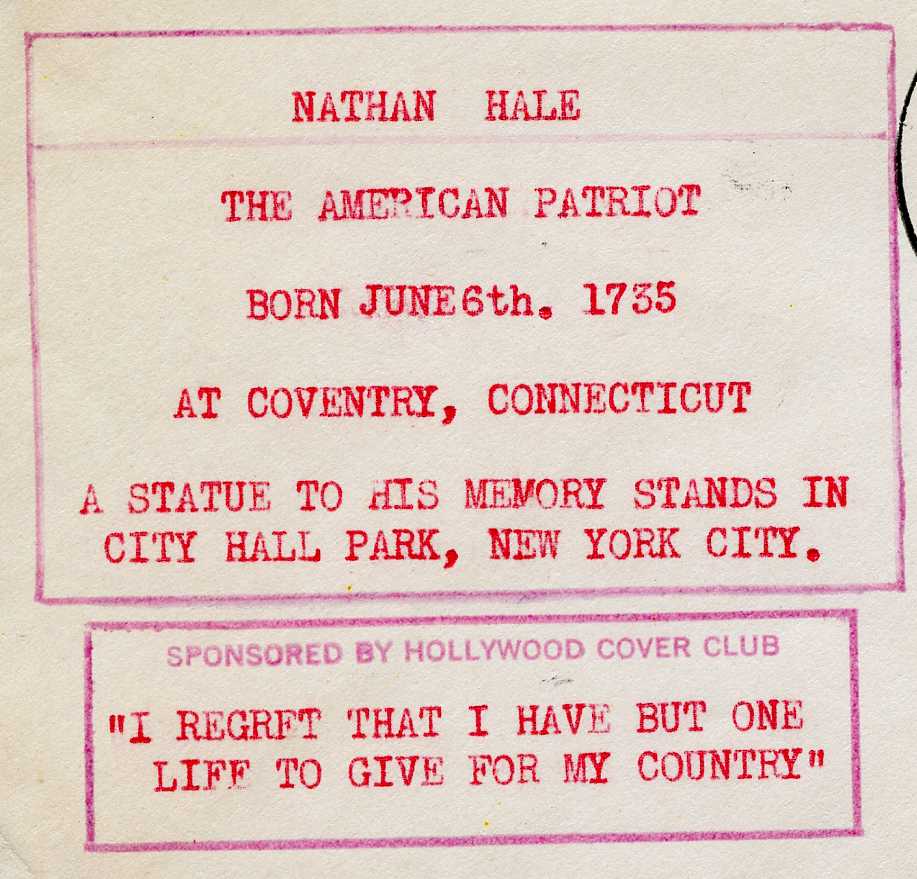 NATHAN HALE
THE AMERICAN PATRIOT
BORN JUNE 6th. 1735
AT COVENTRY, CONNECTICUT
A STATUE TO HIS MEMORY STANDS IN
CITY HALL PARK, NEW YORK CITY.
SPONSORED BY HOLLYWOOD COVER CLUB
"I REGRET THAT I HAVE BUT ONE
LIFE TO GIVE FOR MY COUNTRY"